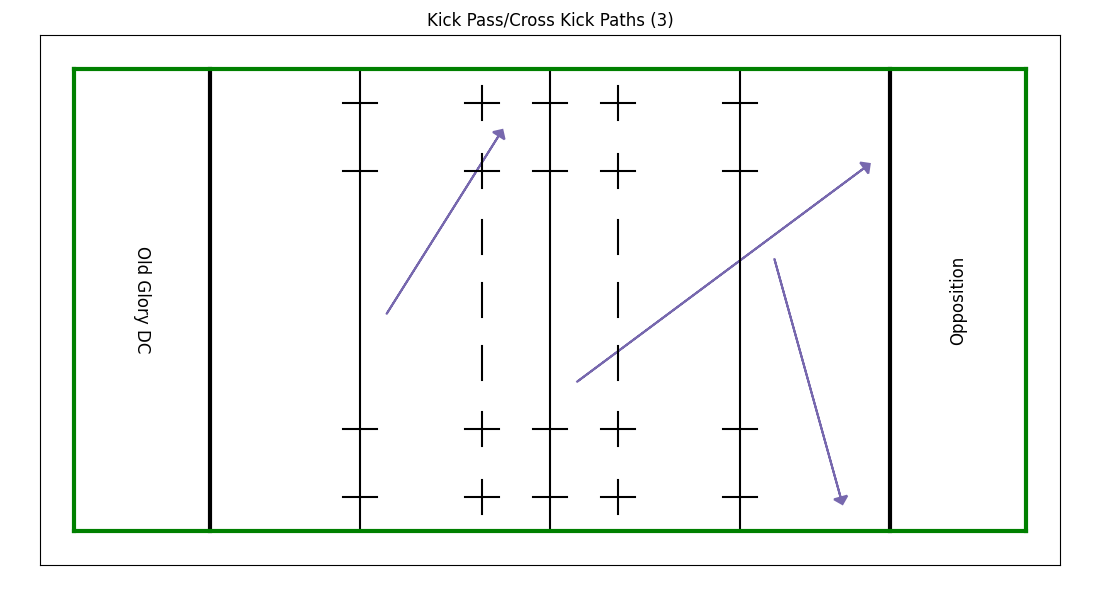 Kick Pass/Cross Kick Paths (3)
Old Glory DC
Opposition